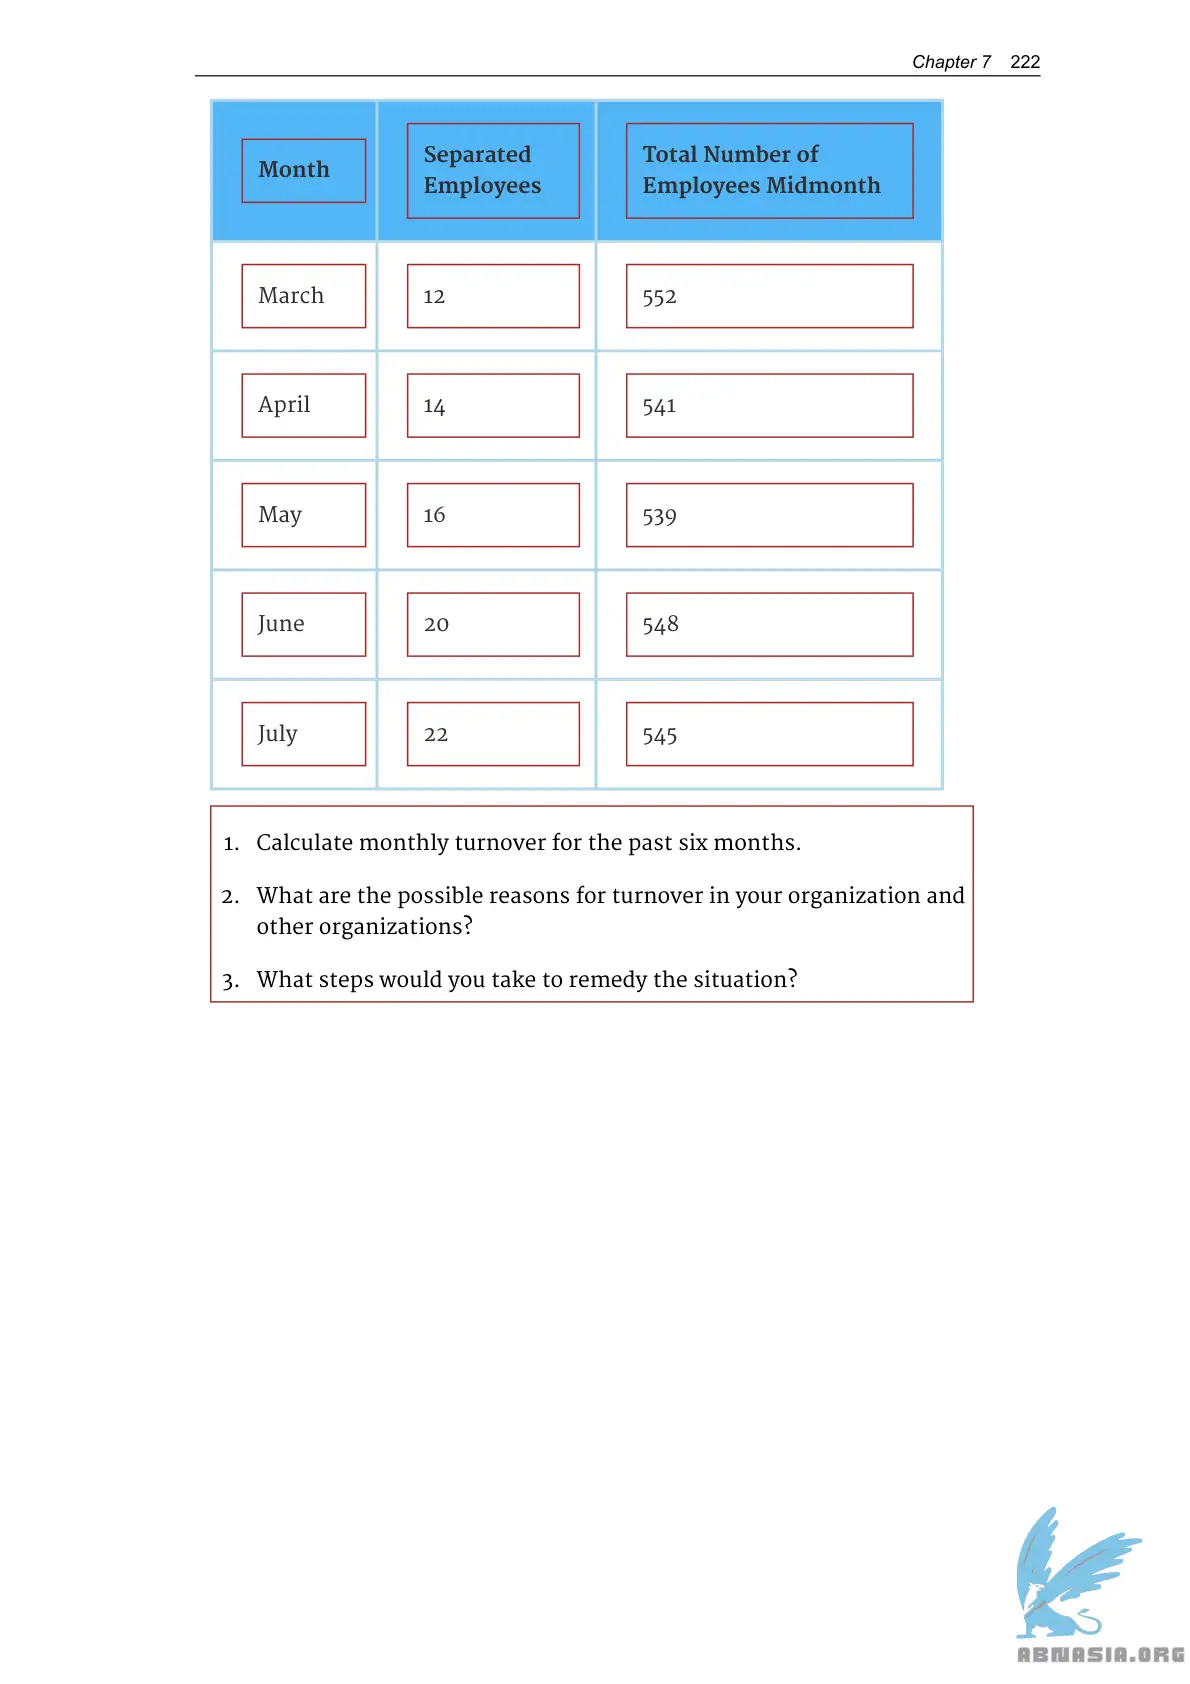 Chapter 7 222
Month Separated Employees Total Number of Employees Midmonth
March 12 552
April 14 541
May 16 539
June 20 548
July 22 545
1. Calculate monthly turnover for the past six months.
2. What are the possible reasons for turnover in your organization and
other organizations?
3. What steps would you take to remedy the situation?
ABNASIA.ORG